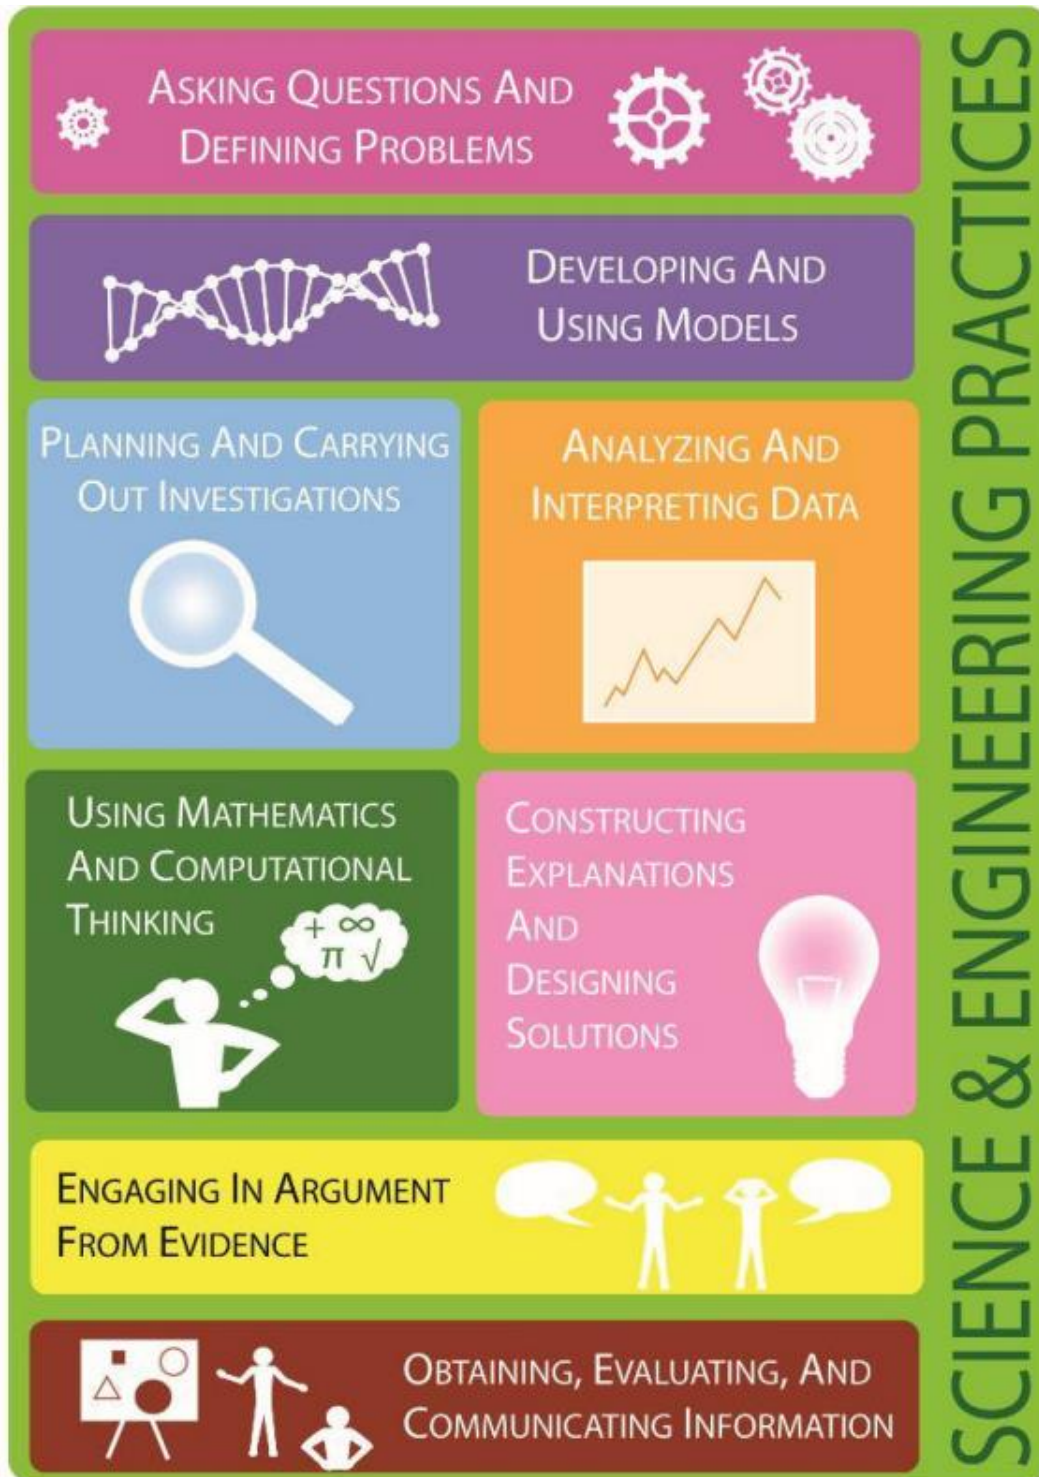 ASKING QUESTIONS AND
DEFINING PROBLEMS
DEVELOPING AND
USING MODELS
PLANNING AND CARRYING
OUT INVESTIGATIONS
ANALYZING AND
INTERPRETING DATA
USING MATHEMATICS
AND COMPUTATIONAL
THINKING
+ ∞
π √
CONSTRUCTING
EXPLANATIONS
AND
DESIGNING
SOLUTIONS
ENGAGING IN ARGUMENT
FROM EVIDENCE
OBTAINING, EVALUATING, AND
COMMUNICATING INFORMATION
SCIENCE & ENGINEERING PRACTICES